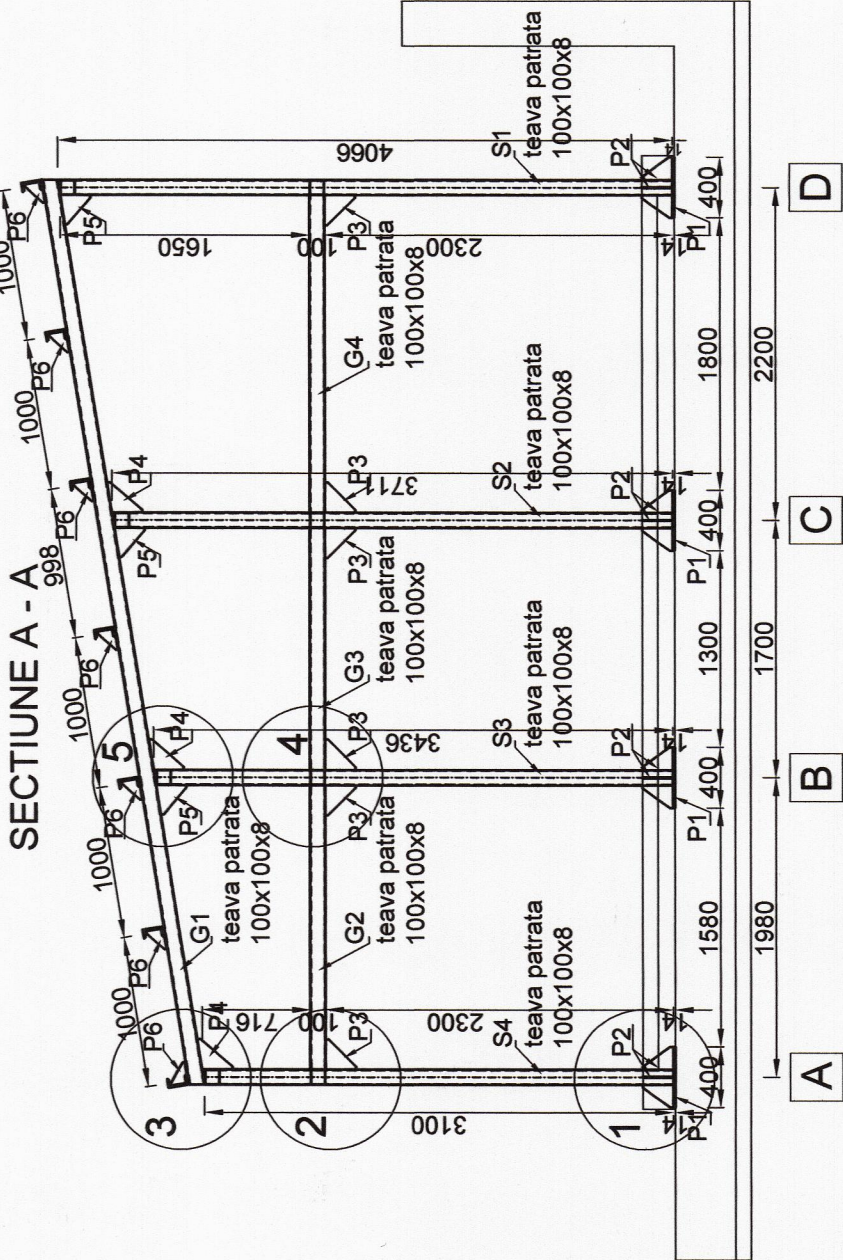 SECTIUNE A - A
1000
1000
998
1000
1000
1000
P6
P6
P6
P6
P6
P6
P6
3
5
P4
P5
P4
P5
P4
P5
G1
teava patrata
100x100x8
716
100
2300
3100
14
1650
100
2300
4066
14
14
2
4
P3
P3
P3
P3
P3
P3
G2
teava patrata
100x100x8
G3
teava patrata
100x100x8
G4
teava patrata
100x100x8
3436
14
3711
14
S4
teava patrata
100x100x8
S3
teava patrata
100x100x8
S2
teava patrata
100x100x8
S1
teava patrata
100x100x8
1
P2
P2
P2
P2
14
P1
P1
P1
P1
400
1580
400
1300
400
1800
400
1980
1700
2200
A
B
C
D